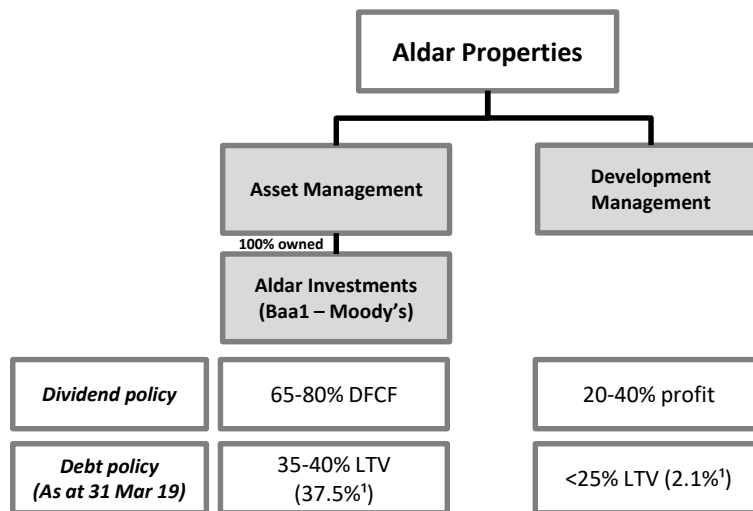 Aldar Properties
Asset Management
Development
Management
100% owned
Aldar Investments
(Baa1 – Moody’s)
Dividend policy
65-80% DFCF
20-40% profit
Debt policy
(As at 31 Mar 19)
35-40% LTV
(37.5%¹)
<25% LTV (2.1%¹)